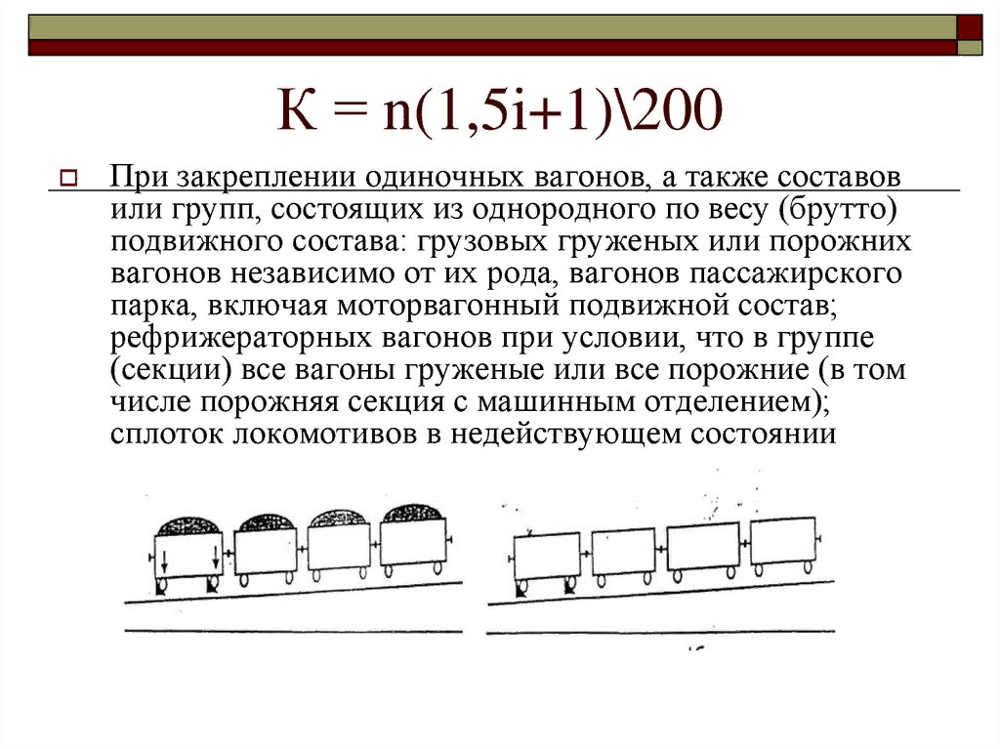 К = n(1,5i+1)\200
При закреплении одиночных вагонов, а также составов
или групп, состоящих из однородного по весу (брутто)
подвижного состава: грузовых груженых или порожних
вагонов независимо от их рода, вагонов пассажирского
парка, включая моторвагонный подвижной состав;
рефрижераторных вагонов при условии, что в группе
(секции) все вагоны груженые или все порожние (в том
числе порожняя секция с машинным отделением);
сплоток локомотивов в недействующем состоянии